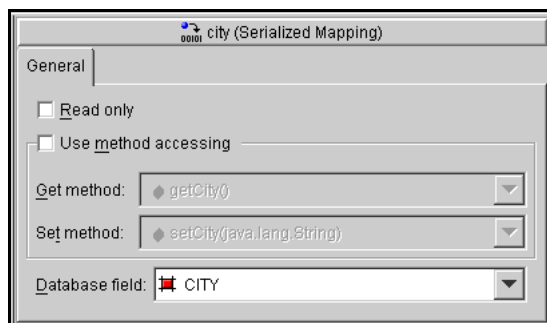 00101 city (Serialized Mapping)
General
Read only
Use method accessing
Get method: getCity()
Set method: setCity(java.lang.String)
Database field: CITY